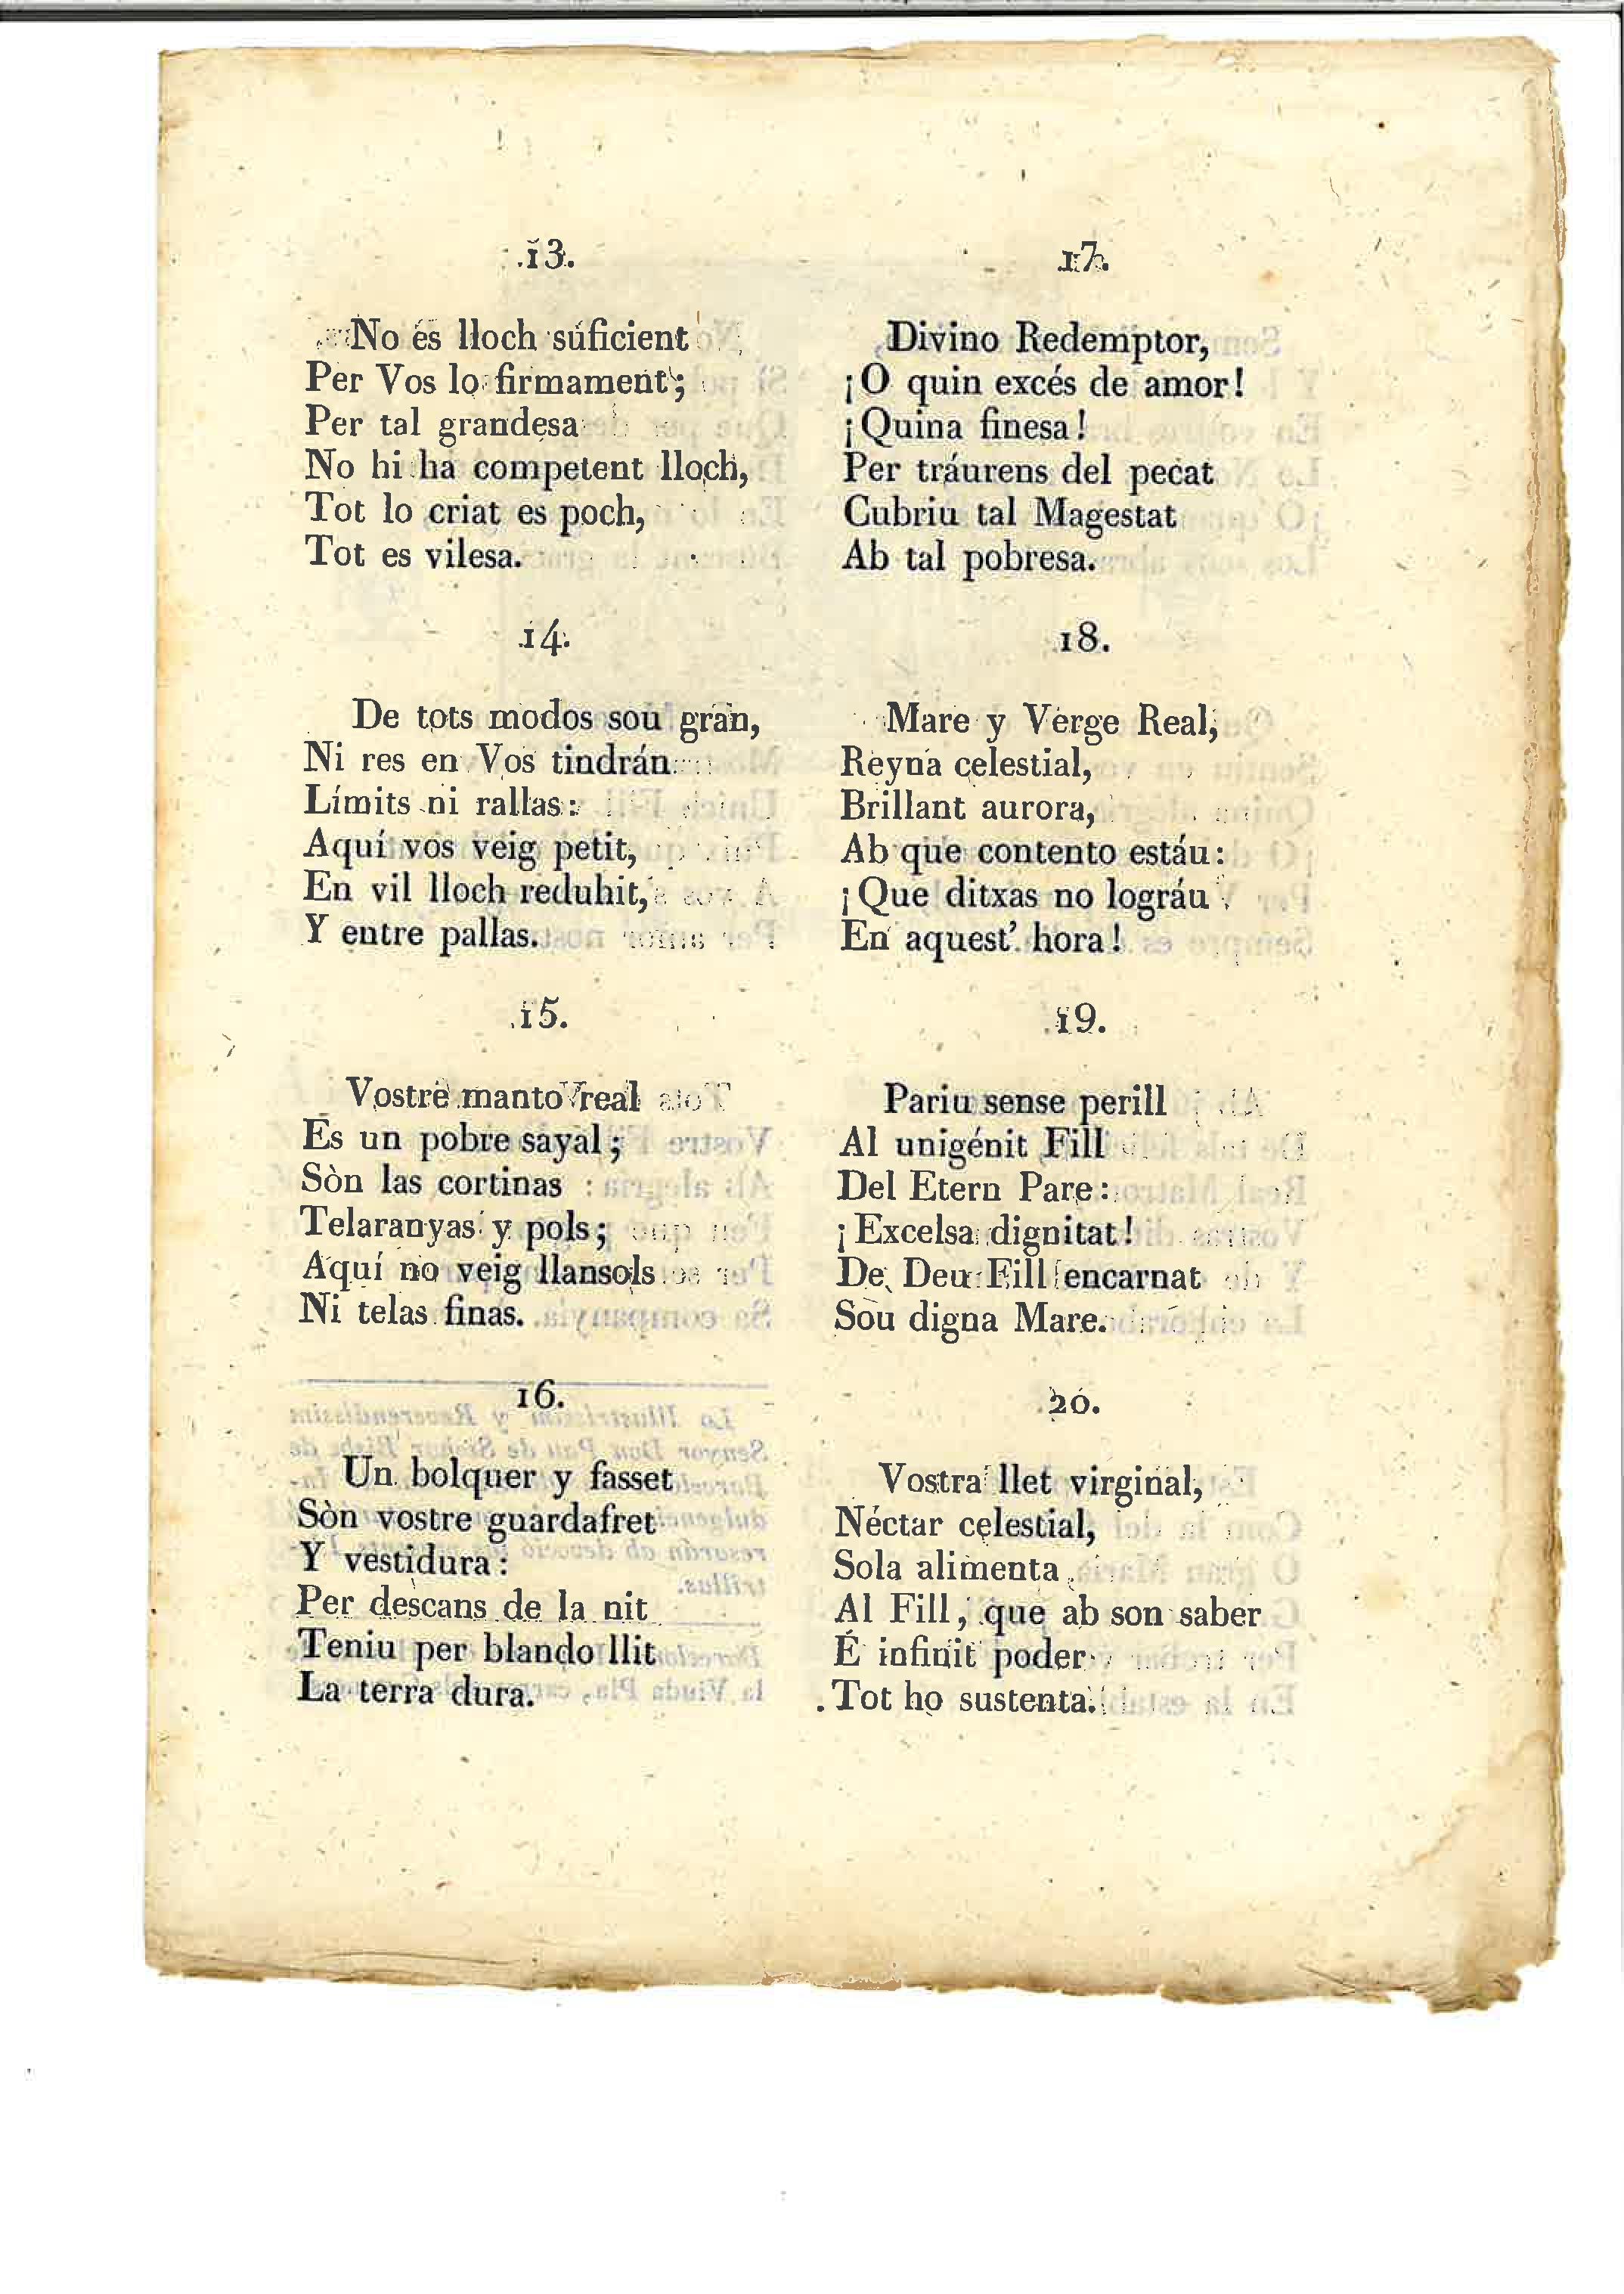 13.
No és lloch suficient
Per Vos lo firmament;
Per tal grandesa
No hi ha competent lloch,
Tot lo criat es poch,
Tot es vilesa.
14.
De tots modos sou gran,
Ni res en Vos tindrán
Límits ni rallas:
Aquí vos veig petit,
En vil lloch reduhit,
Y entre pallas.
15.
Vostre manto real
Es un pobre sayal;
Sòn las cortinas
Telaranyas y pols;
Aquí no veig llansols
Ni telas finas.
16.
Un bolquer y fasset
Sòn vostre guardafret
Y vestidura:
Per descans de la nit
Teniu per blando llit
La terra dura.
17.
Divino Redemptor,
¡O quin excés de amor!
¡Quina finesa!
Per tráurens del pecat
Cubriu tal Magestat
Ab tal pobresa.
18.
Mare y Verge Real,
Reyna celestial,
Brillant aurora,
Ab que contento estáu:
¡Que ditxas no lográu
En aquest' hora!
19.
Pariu sense perill
Al unigénit Fill
Del Etern Pare:
¡Excelsa dignitat!
De Deu Fill encarnat
Sou digna Mare.
20.
Vostra llet virginal,
Néctar celestial,
Sola alimenta
Al Fill, que ab son saber
É infinit poder
Tot ho sustenta.